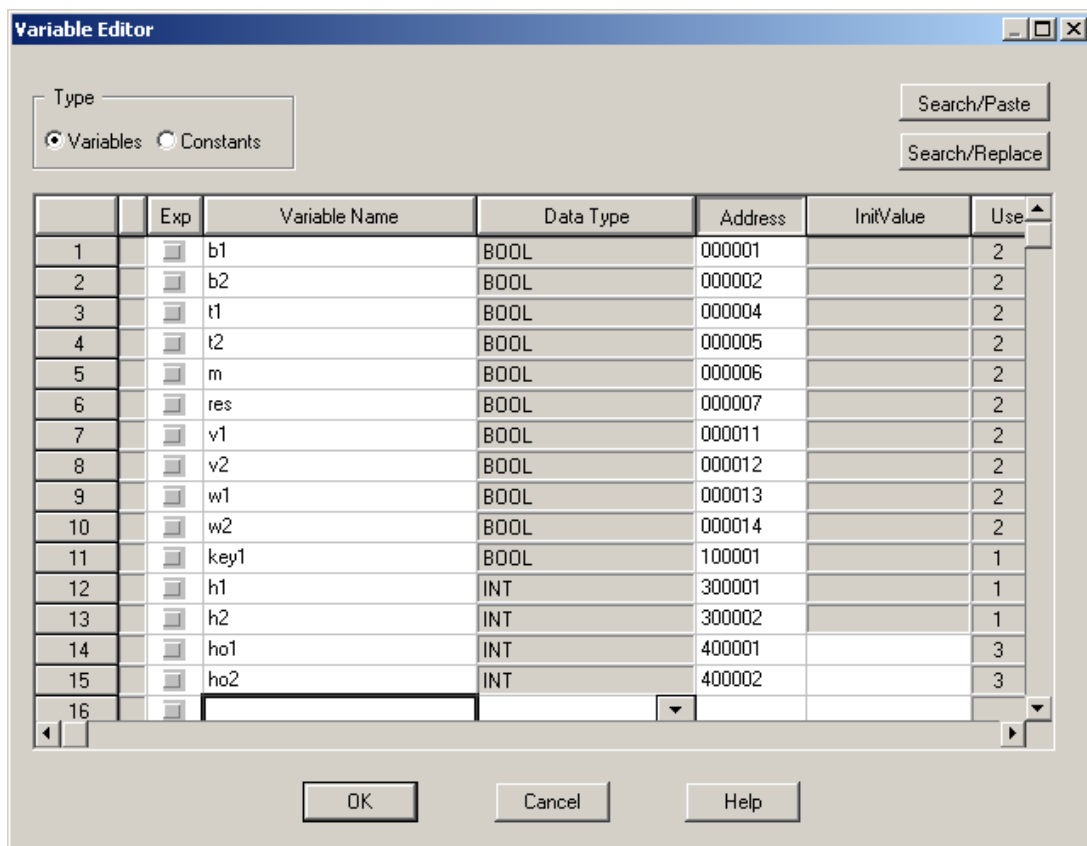 Variable Editor
Type
Variables Constants
Search/Paste
Search/Replace
Exp Variable Name Data Type Address InitValue Use
1 b1 BOOL 000001 2
2 b2 BOOL 000002 2
3 t1 BOOL 000004 2
4 t2 BOOL 000005 2
5 m BOOL 000006 2
6 res BOOL 000007 2
7 v1 BOOL 000011 2
8 v2 BOOL 000012 2
9 w1 BOOL 000013 2
10 w2 BOOL 000014 2
11 key1 BOOL 100001 1
12 h1 INT 300001 1
13 h2 INT 300002 1
14 ho1 INT 400001 3
15 ho2 INT 400002 3
16
OK Cancel Help